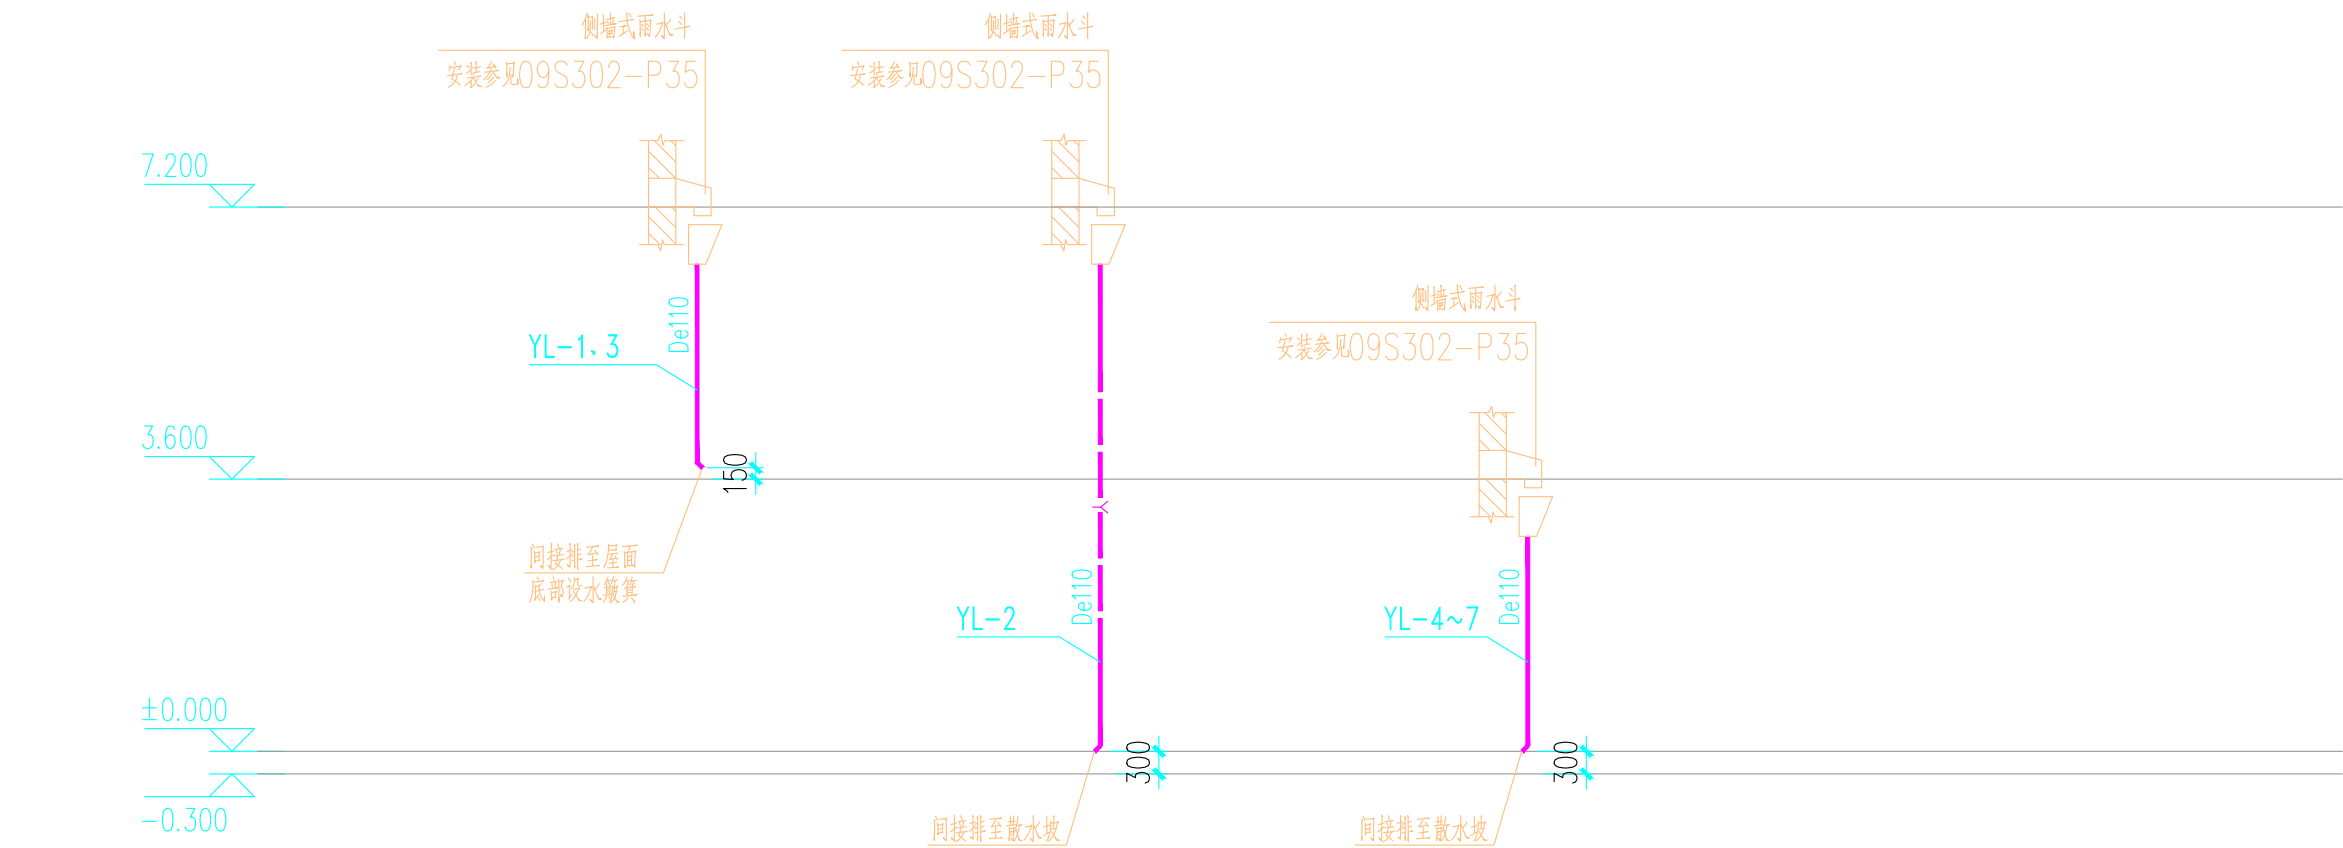 侧墙式雨水斗
安装参见09S302-P35
侧墙式雨水斗
安装参见09S302-P35
7.200
De110
YL-1、3
侧墙式雨水斗
安装参见09S302-P35
3.600
150
间接排至屋面
底部设水簸箕
Y
De110
YL-2
De110
YL-4~7
±0.000
300
300
-0.300
间接排至散水坡
间接排至散水坡